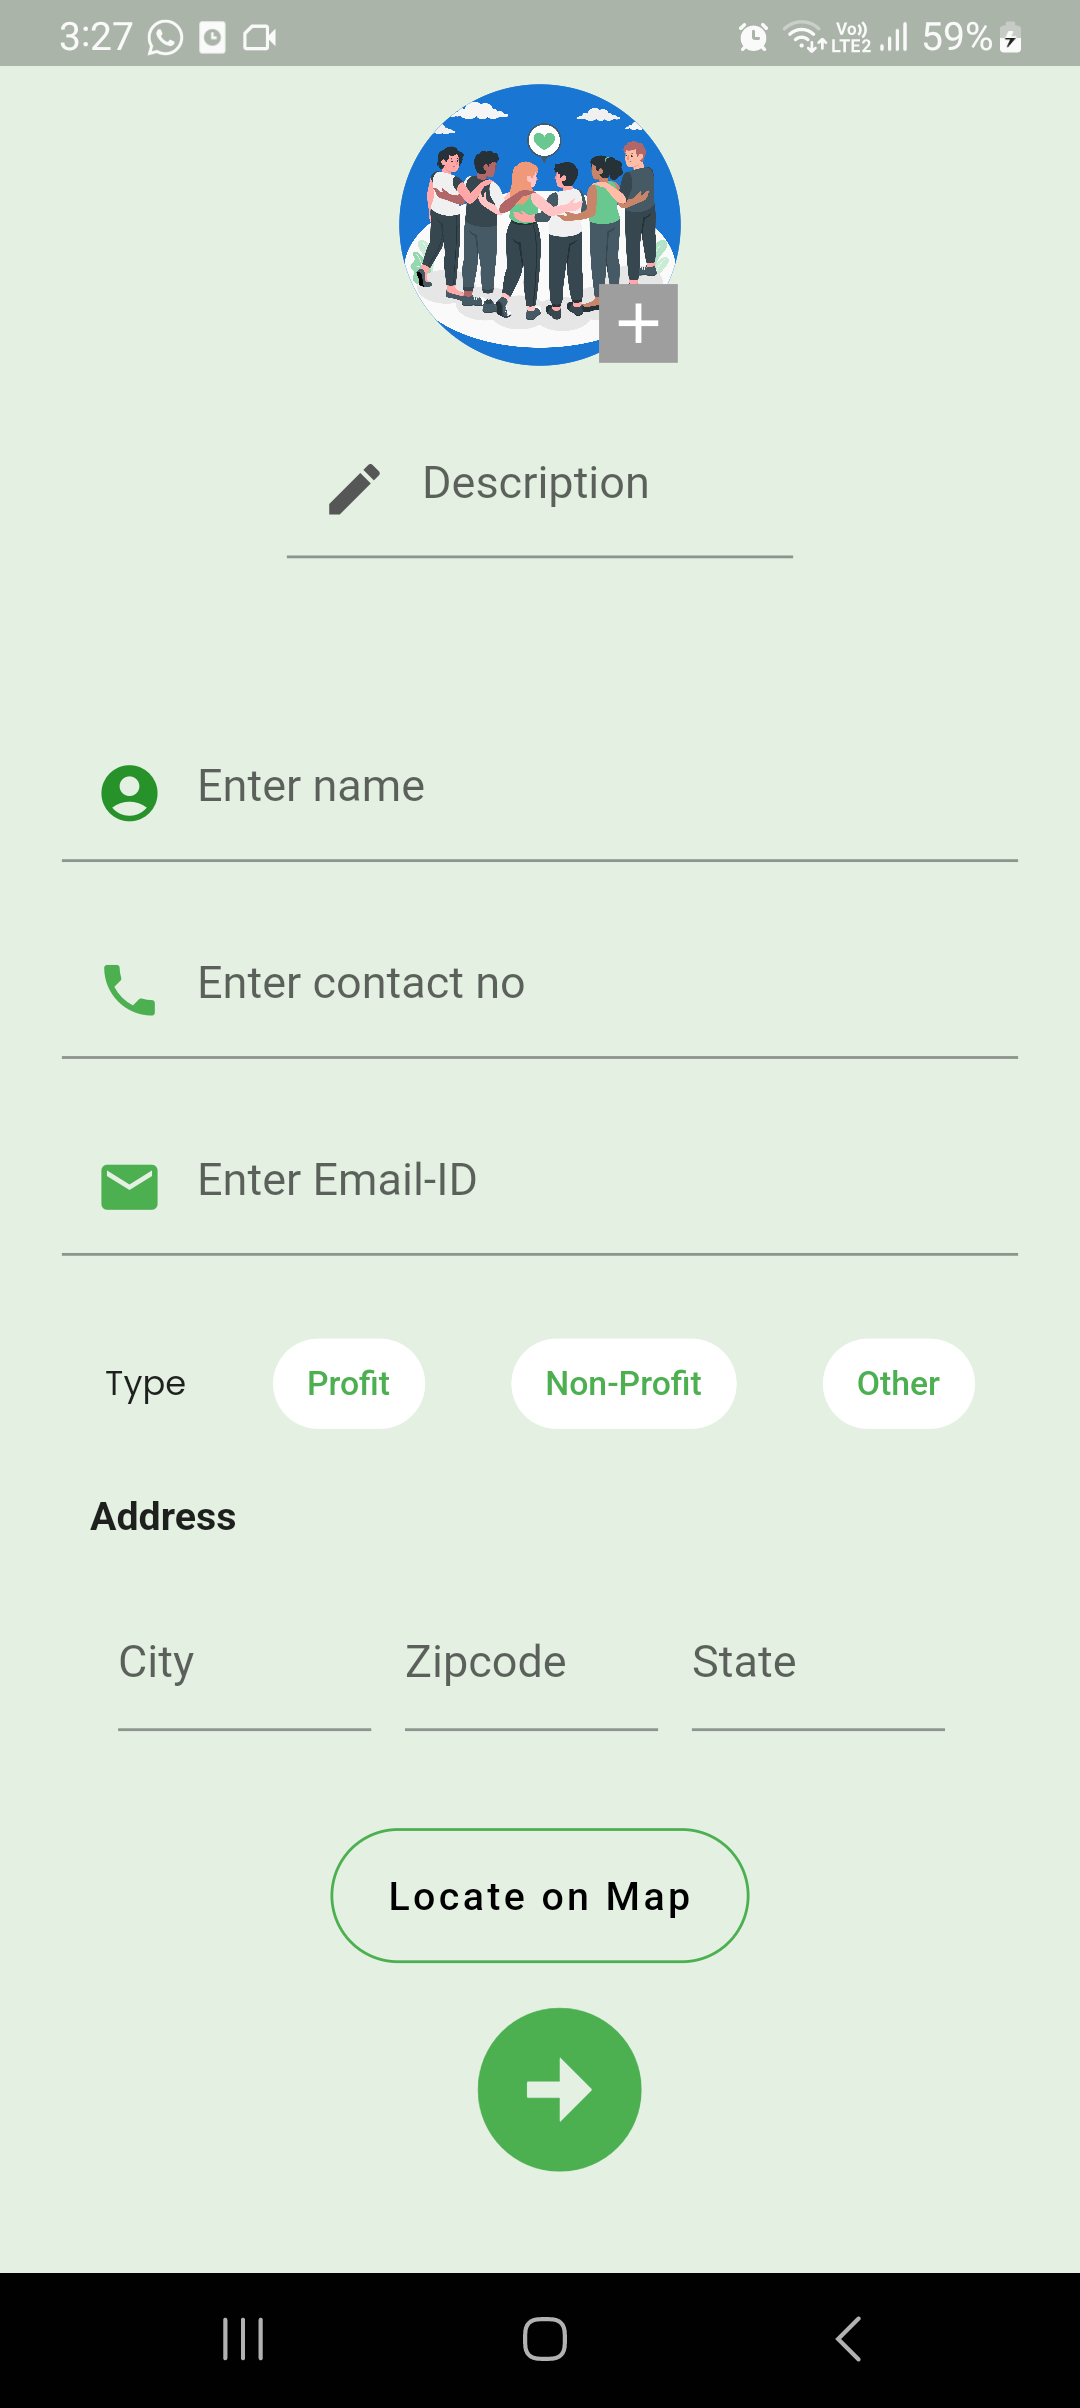 3:27 Vo)) LTE2 59%
Description
Enter name
Enter contact no
Enter Email-ID
Type Profit Non-Profit Other
Address
City Zipcode State
Locate on Map